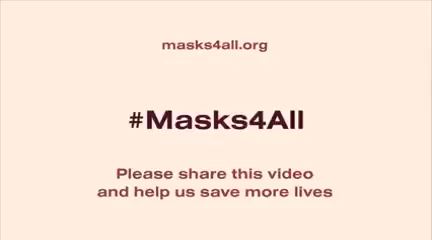 masks4all.org
#Masks4All
Please share this video
and help us save more lives